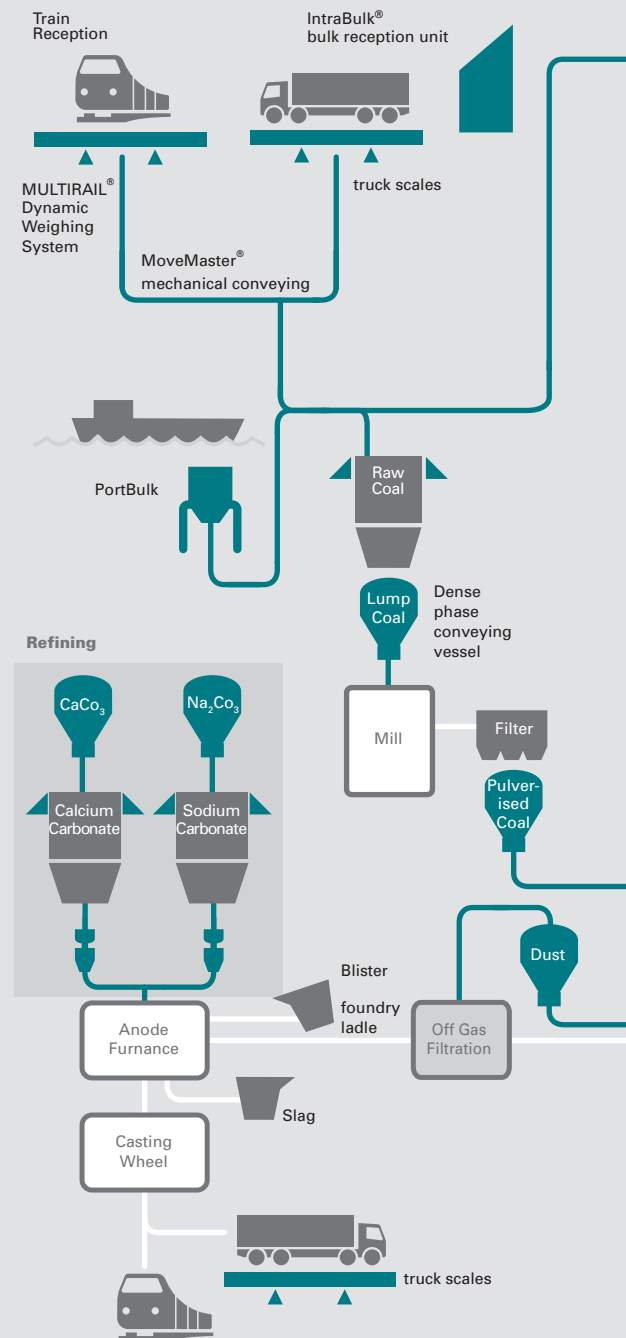 Train
Reception
IntraBulk®
bulk reception unit
MULTIRAIL®
Dynamic
Weighing
System
truck scales
MoveMaster®
mechanical conveying
PortBulk
Raw
Coal
Lump
Coal
Dense
phase
conveying
vessel
Refining
CaCo₃
Na₂Co₃
Mill
Filter
Pulver-
ised
Coal
Calcium
Carbonate
Sodium
Carbonate
Dust
Blister
foundry
ladle
Anode
Furnance
Off Gas
Filtration
Slag
Casting
Wheel
truck scales